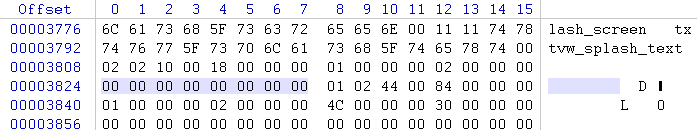 Offset 0 1 2 3 4 5 6 7 8 9 10 11 12 13 14 15
00003776 6C 61 73 68 5F 73 63 72 65 65 6E 00 11 11 74 78 lash_screen tx
00003792 74 76 77 5F 73 70 6C 61 73 68 5F 74 65 78 74 00 tvw_splash_text
00003808 02 02 10 00 18 00 00 00 01 00 00 00 02 00 00 00
00003824 00 00 00 00 00 00 00 00 01 02 44 00 84 00 00 00 D
00003840 01 00 00 00 02 00 00 00 4C 00 00 00 30 00 00 00 L 0
00003856 00 00 00 00 00 00 00 00 00 00 00 00 00 00 00 00